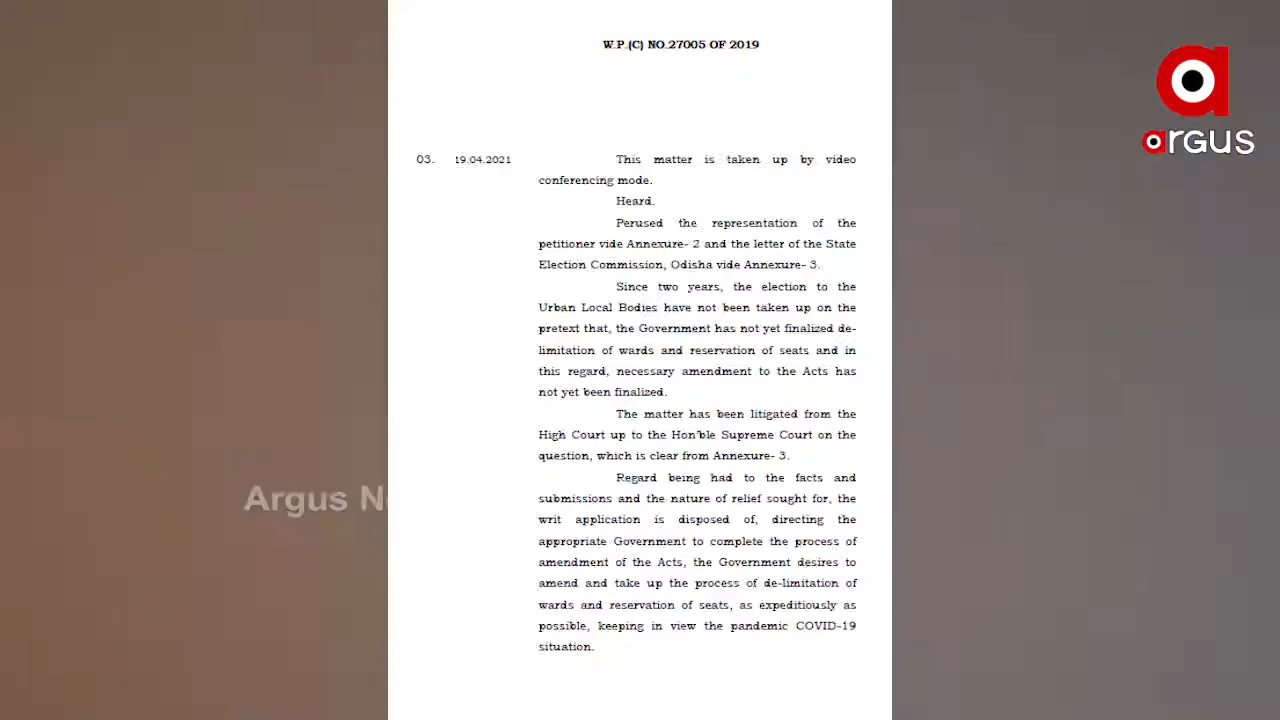 W.P.(C) NO.27005 OF 2019
argus
03. 19.04.2021 This matter is taken up by video
conferencing mode.
Heard.
Perused the representation of the
petitioner vide Annexure- 2 and the letter of the State
Election Commission, Odisha vide Annexure- 3.
Since two years, the election to the
Urban Local Bodies have not been taken up on the
pretext that, the Government has not yet finalized de-
limitation of wards and reservation of seats and in
this regard, necessary amendment to the Acts has
not yet been finalized.
The matter has been litigated from the
High Court up to the Hon'ble Supreme Court on the
question, which is clear from Annexure- 3.
Regard being had to the facts and
submissions and the nature of relief sought for, the
writ application is disposed of, directing the
appropriate Government to complete the process of
amendment of the Acts, the Government desires to
amend and take up the process of de-limitation of
wards and reservation of seats, as expeditiously as
possible, keeping in view the pandemic COVID-19
situation.
Argus